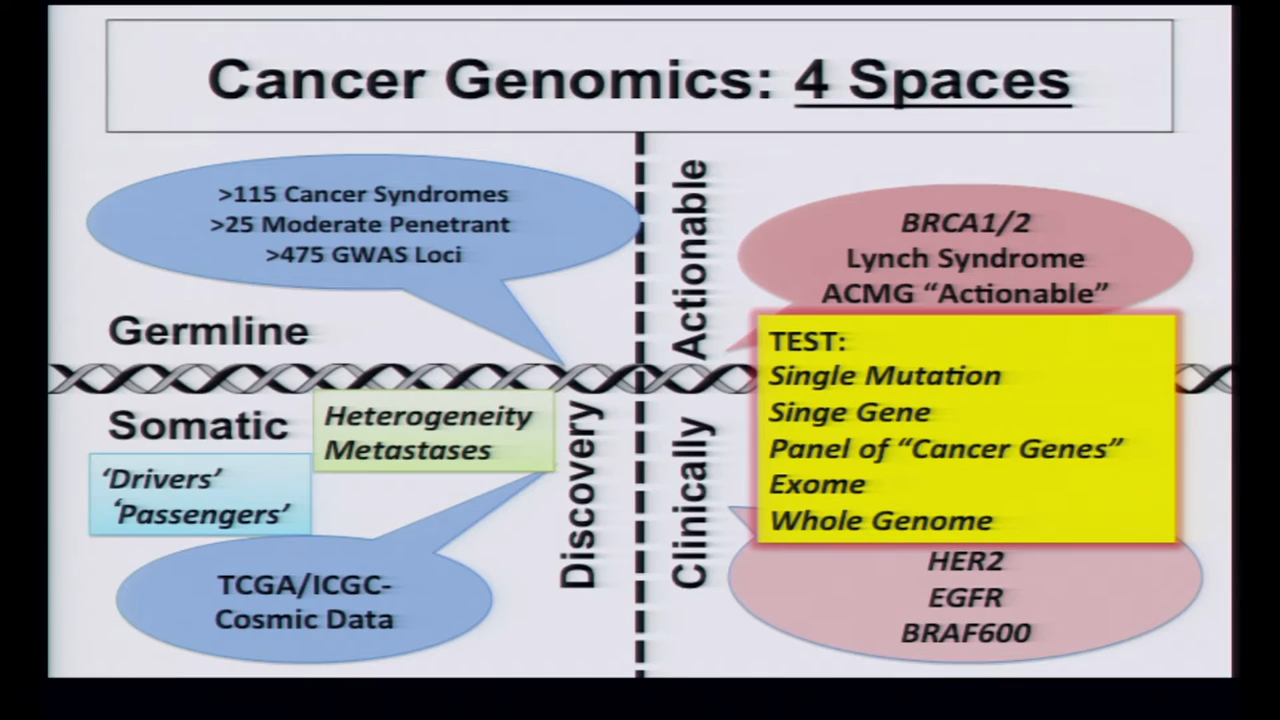 Cancer Genomics: 4 Spaces
>115 Cancer Syndromes
>25 Moderate Penetrant
>475 GWAS Loci
Germline
Somatic
Heterogeneity
Metastases
‘Drivers’
‘Passengers’
TCGA/ICGC-
Cosmic Data
Discovery
Clinically Actionable
BRCA1/2
Lynch Syndrome
ACMG “Actionable”
TEST:
Single Mutation
Singe Gene
Panel of “Cancer Genes”
Exome
Whole Genome
HER2
EGFR
BRAF600